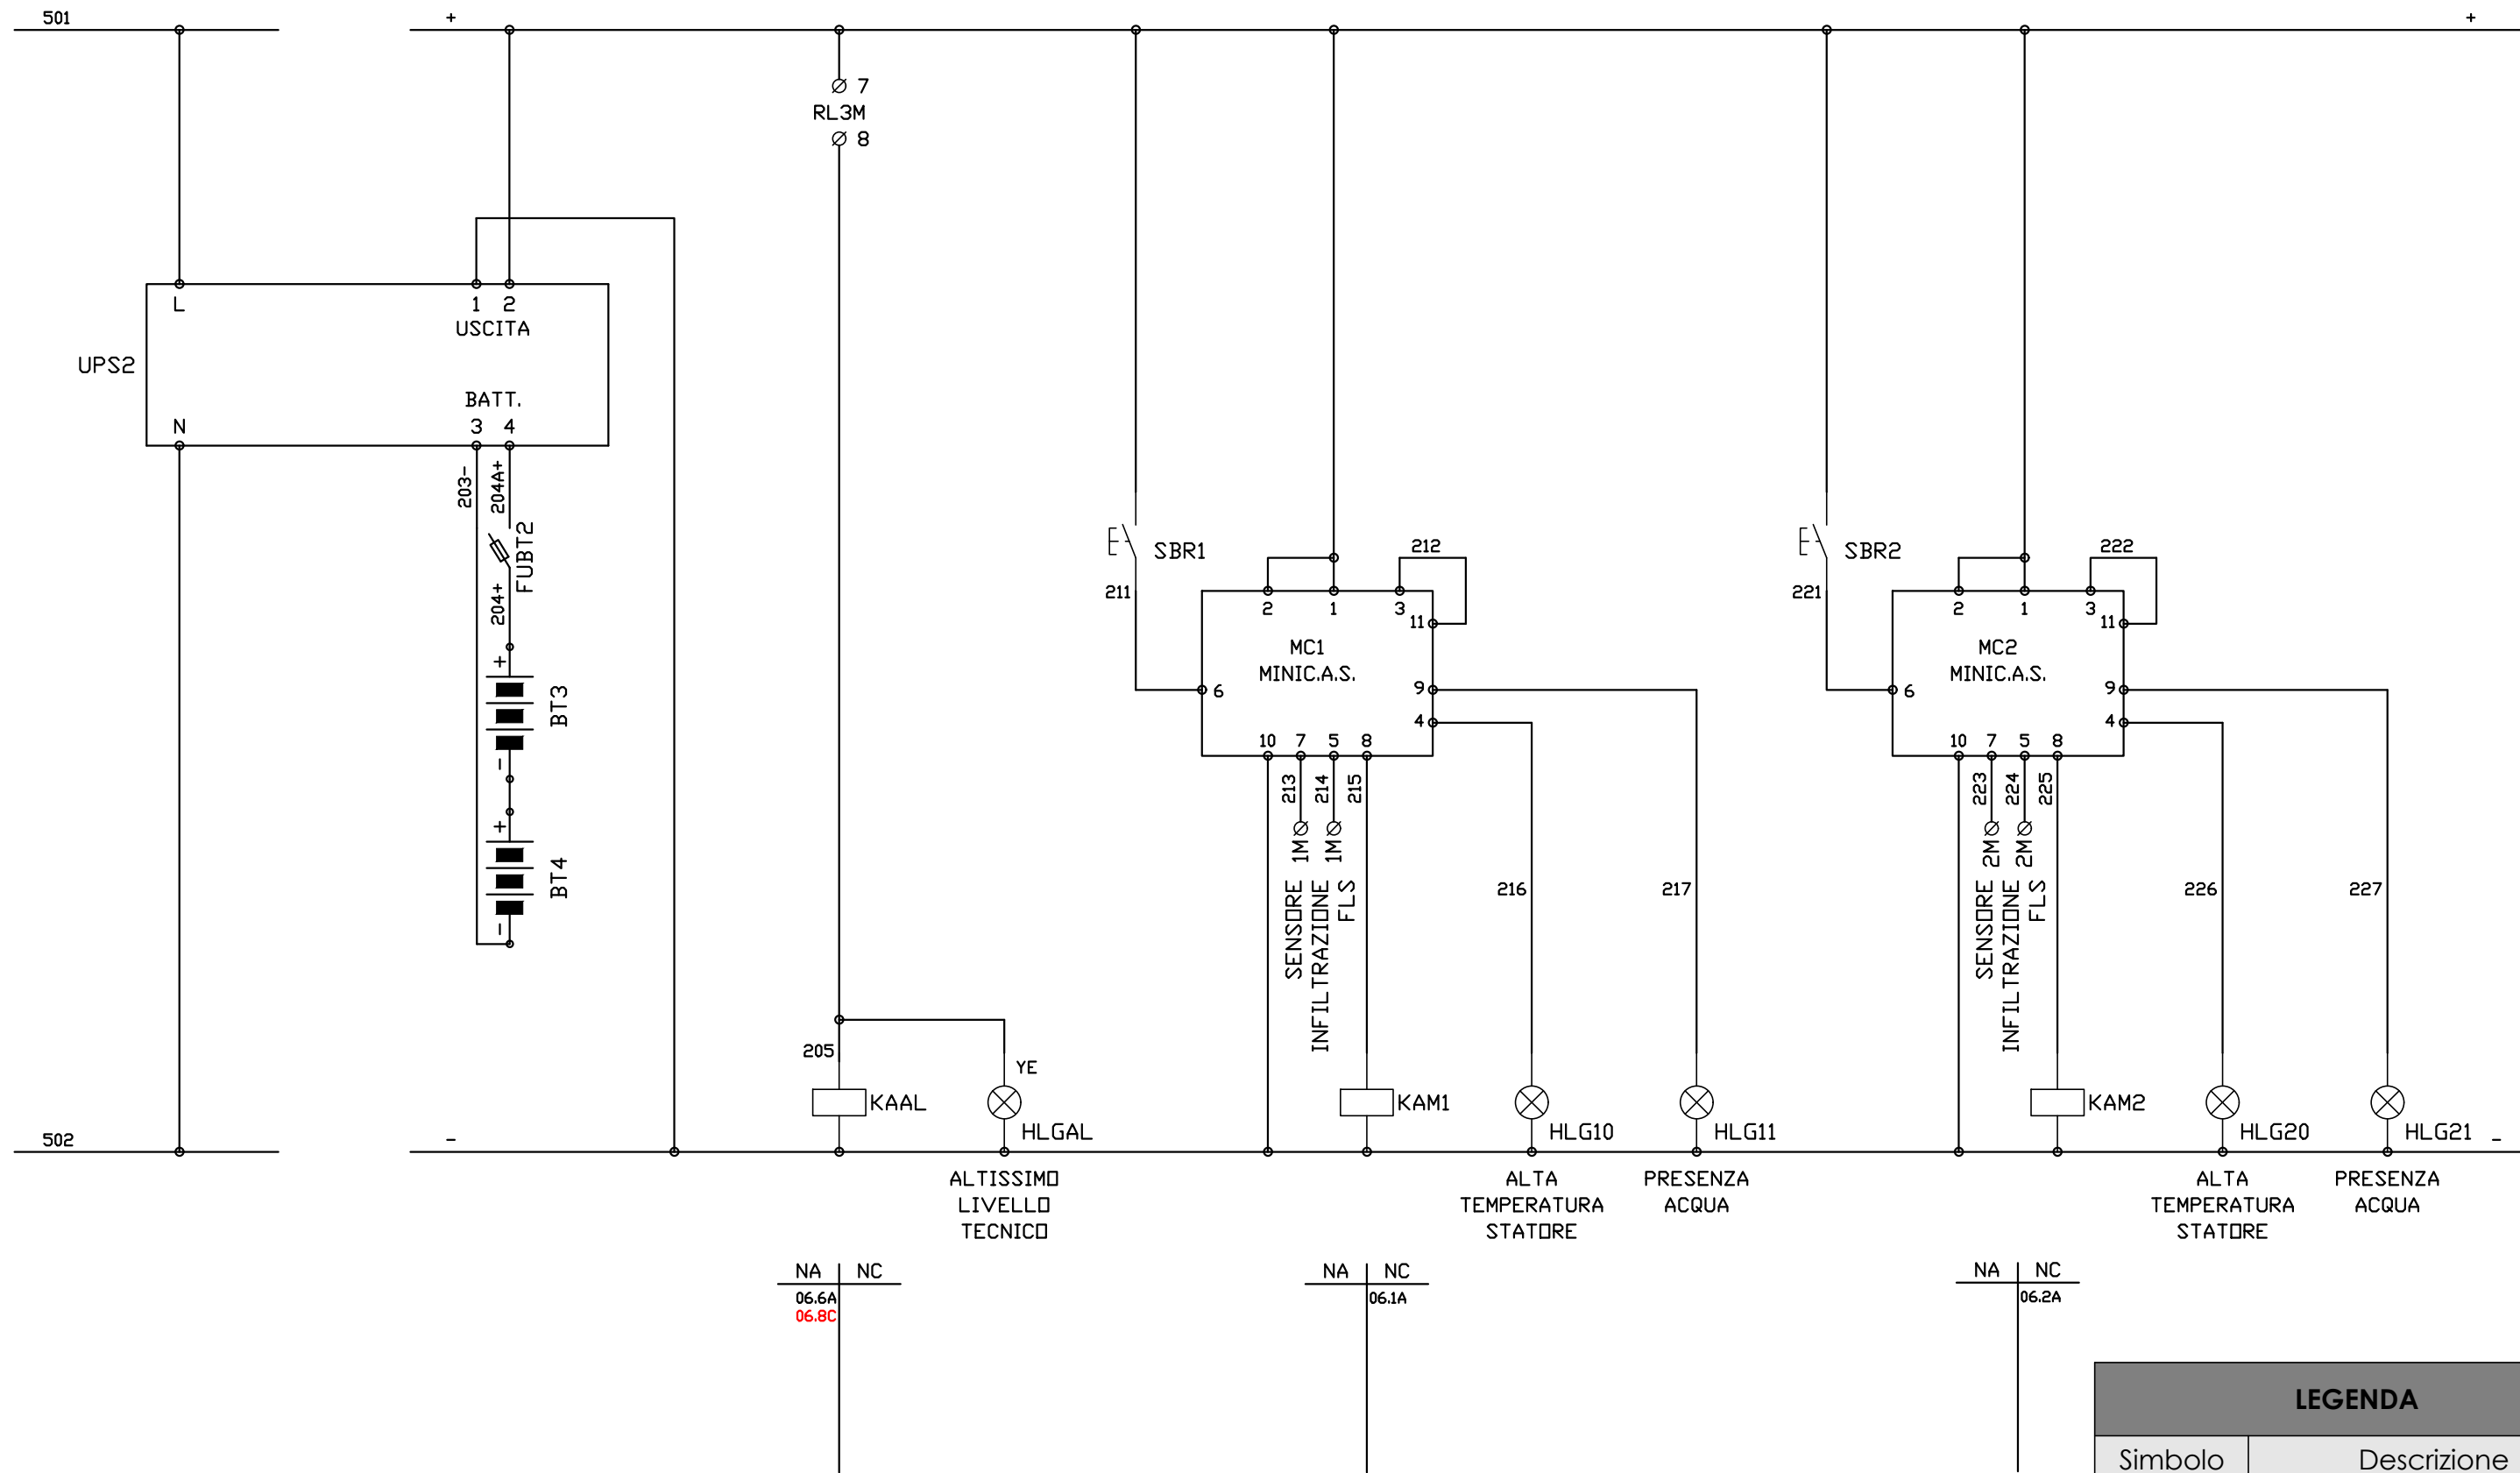 501
+
+
7
RL3M
8
L
1 2
USCITA
UPS2
BATT.
N
3 4
203-
204A+
FUBT2
204+
+
BT3
-
+
BT4
-
SBR1
211
212
2 1 3
11
MC1
MINIC.A.S.
6
9
4
10 7 5 8
213
214
215
1M
1M
SENSORE
INFILTRAZIONE
FLS
216
217
SBR2
221
222
2 1 3
11
MC2
MINIC.A.S.
6
9
4
10 7 5 8
223
224
225
2M
2M
SENSORE
INFILTRAZIONE
FLS
226
227
205
YE
KAAL
HLGAL
KAM1
HLG10
HLG11
KAM2
HLG20
HLG21
502
-
-
ALTISSIMO
LIVELLO
TECNICO
ALTA
TEMPERATURA
STATORE
PRESENZA
ACQUA
ALTA
TEMPERATURA
STATORE
PRESENZA
ACQUA
NA NC
06.6A
06.8C
NA NC
06.1A
NA NC
06.2A
LEGENDA
Simbolo Descrizione